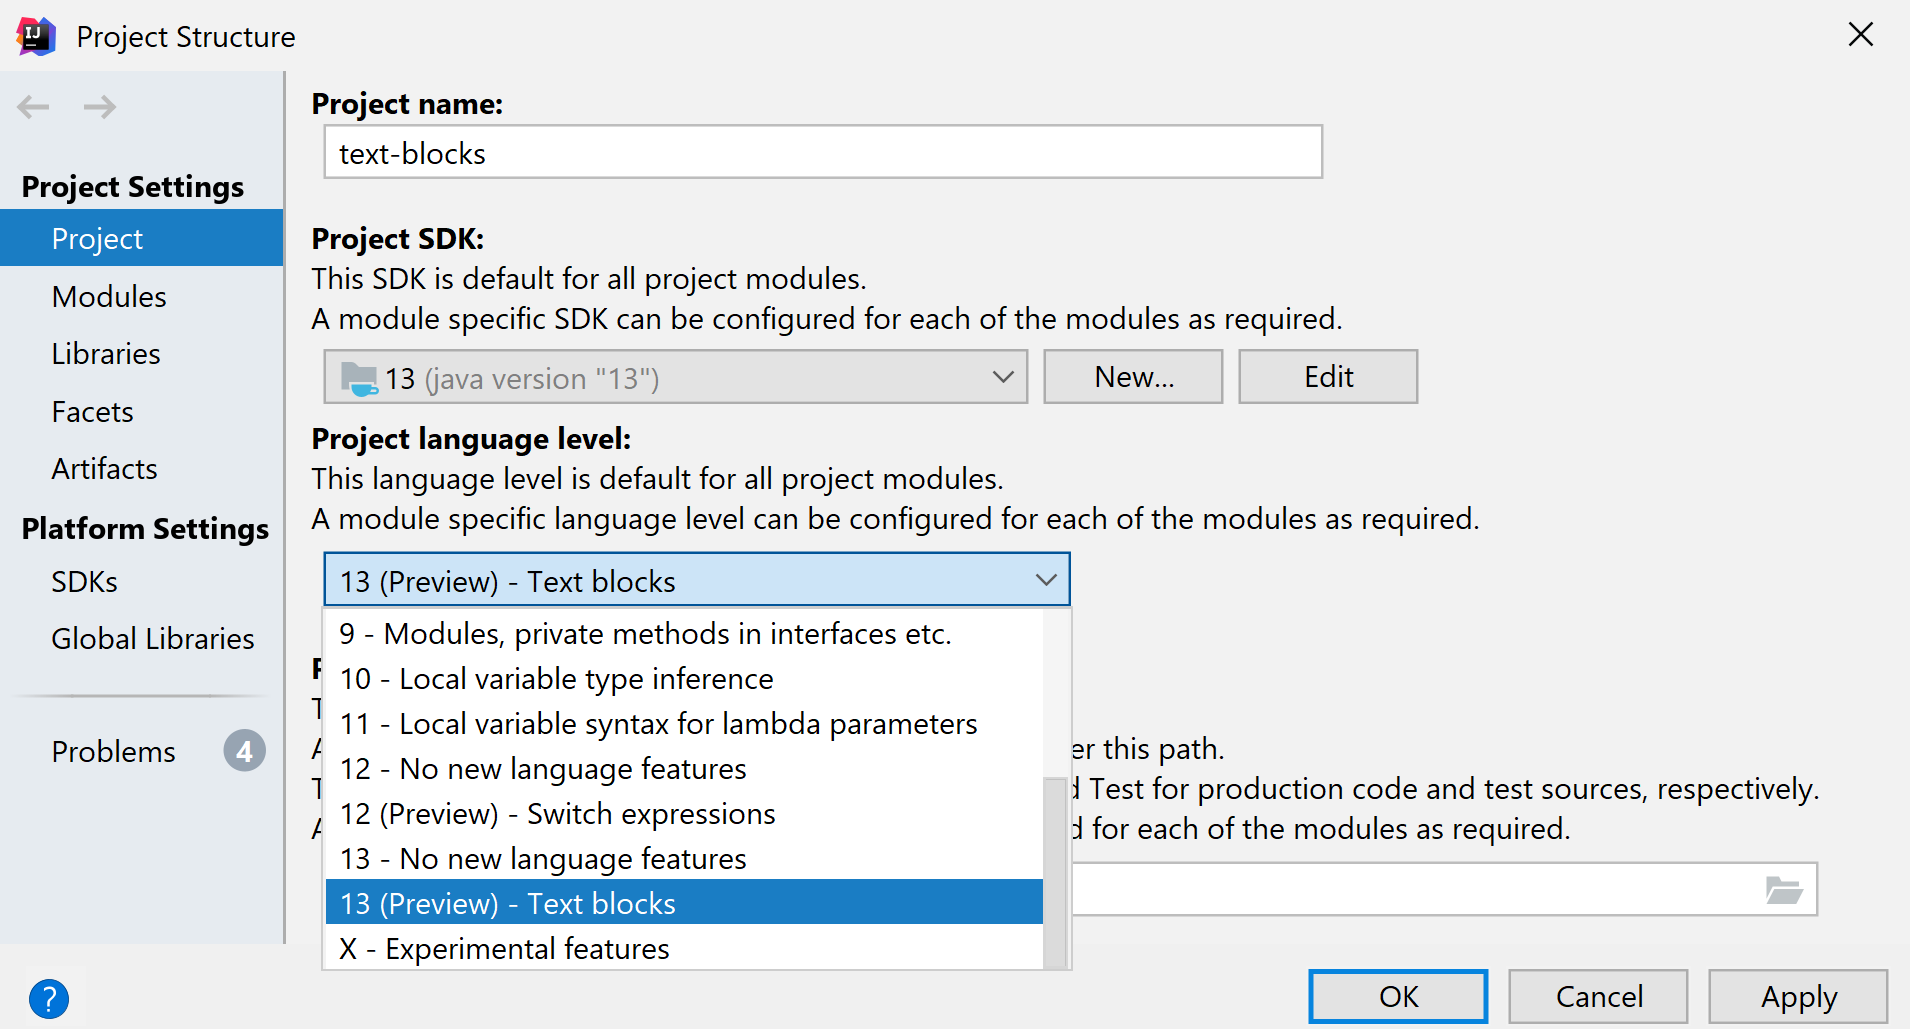 IJ
Project Structure
Project Settings
Project
Modules
Libraries
Facets
Artifacts
Platform Settings
SDKs
Global Libraries
Problems
4
?
Project name:
text-blocks
Project SDK:
This SDK is default for all project modules.
A module specific SDK can be configured for each of the modules as required.
13 (java version "13")
New...
Edit
Project language level:
This language level is default for all project modules.
A module specific language level can be configured for each of the modules as required.
13 (Preview) - Text blocks
9 - Modules, private methods in interfaces etc.
10 - Local variable type inference
11 - Local variable syntax for lambda parameters
12 - No new language features
12 (Preview) - Switch expressions
13 - No new language features
13 (Preview) - Text blocks
X - Experimental features
this path.
Test for production code and test sources, respectively.
for each of the modules as required.
OK
Cancel
Apply